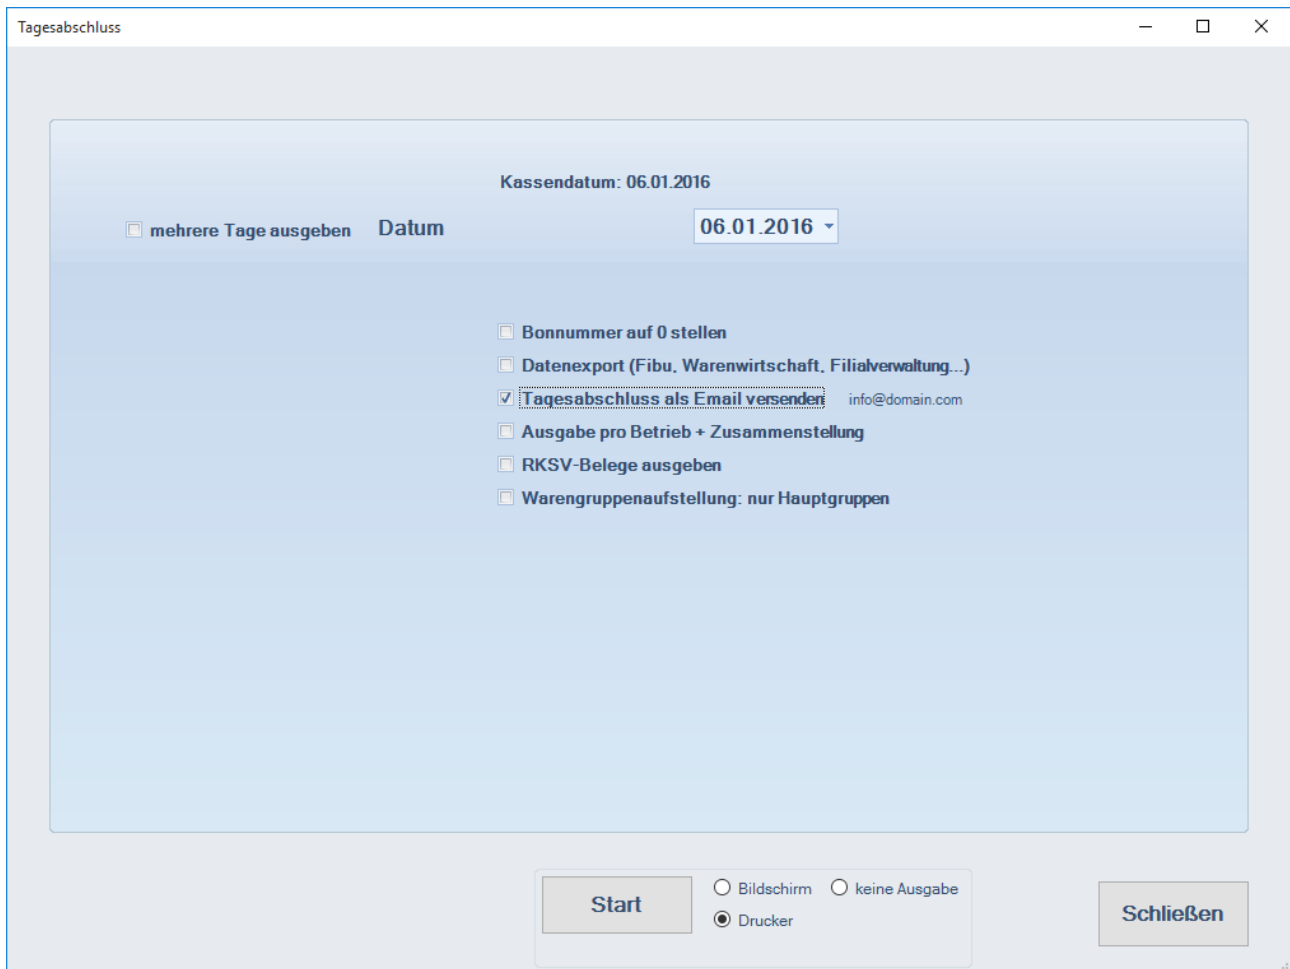 Tagesabschluss
Kassendatum: 06.01.2016
mehrere Tage ausgeben Datum 06.01.2016
Bonnummer auf 0 stellen
Datenexport (Fibu, Warenwirtschaft, Filialverwaltung...)
Tagesabschluss als Email versenden info@domain.com
Ausgabe pro Betrieb + Zusammenstellung
RKSV-Belege ausgeben
Warengruppenaufstellung: nur Hauptgruppen
Start
Bildschirm keine Ausgabe
Drucker
Schließen